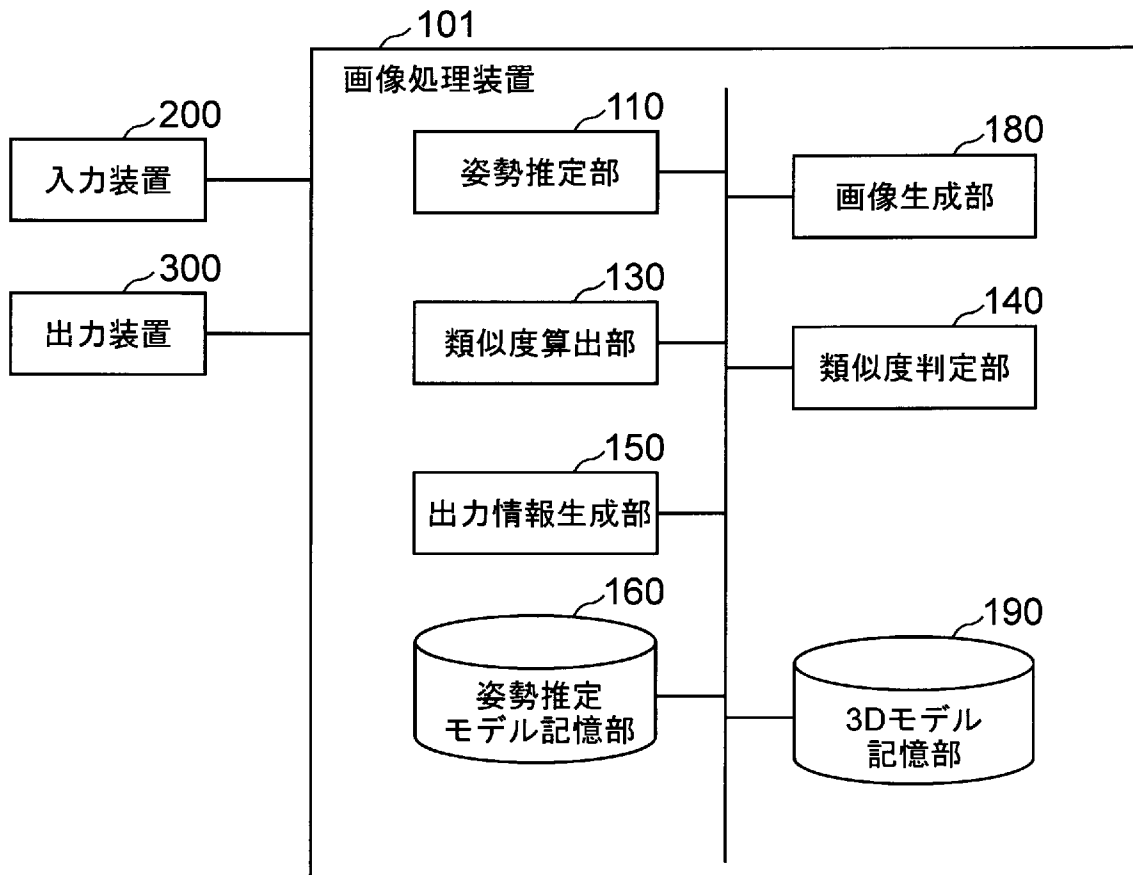 101
画像処理装置
200
入力装置
300
出力装置
110
姿勢推定部
180
画像生成部
130
類似度算出部
140
類似度判定部
150
出力情報生成部
160
姿勢推定
モデル記憶部
190
3Dモデル
記憶部